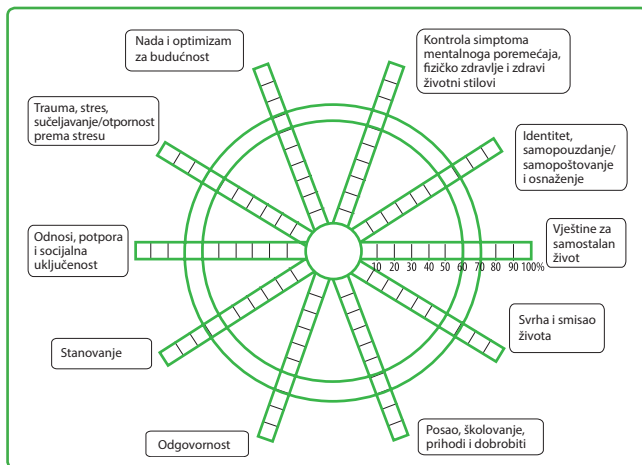 Nada i optimizam
za budućnost
Kontrola simptoma
mentalnoga poremećaja,
fizičko zdravlje i zdravi
životni stilovi
Trauma, stres,
sučeljavanje/otpornost
prema stresu
Identitet,
samopouzdanje/
samopoštovanje
i osnaženje
Odnosi, potpora
i socijalna
uključenost
Vještine za
samostalan
život
10 20 30 40 50 60 70 80 90 100%
Stanovanje
Svrha i smisao
života
Odgovornost
Posao, školovanje,
prihodi i dobrobiti